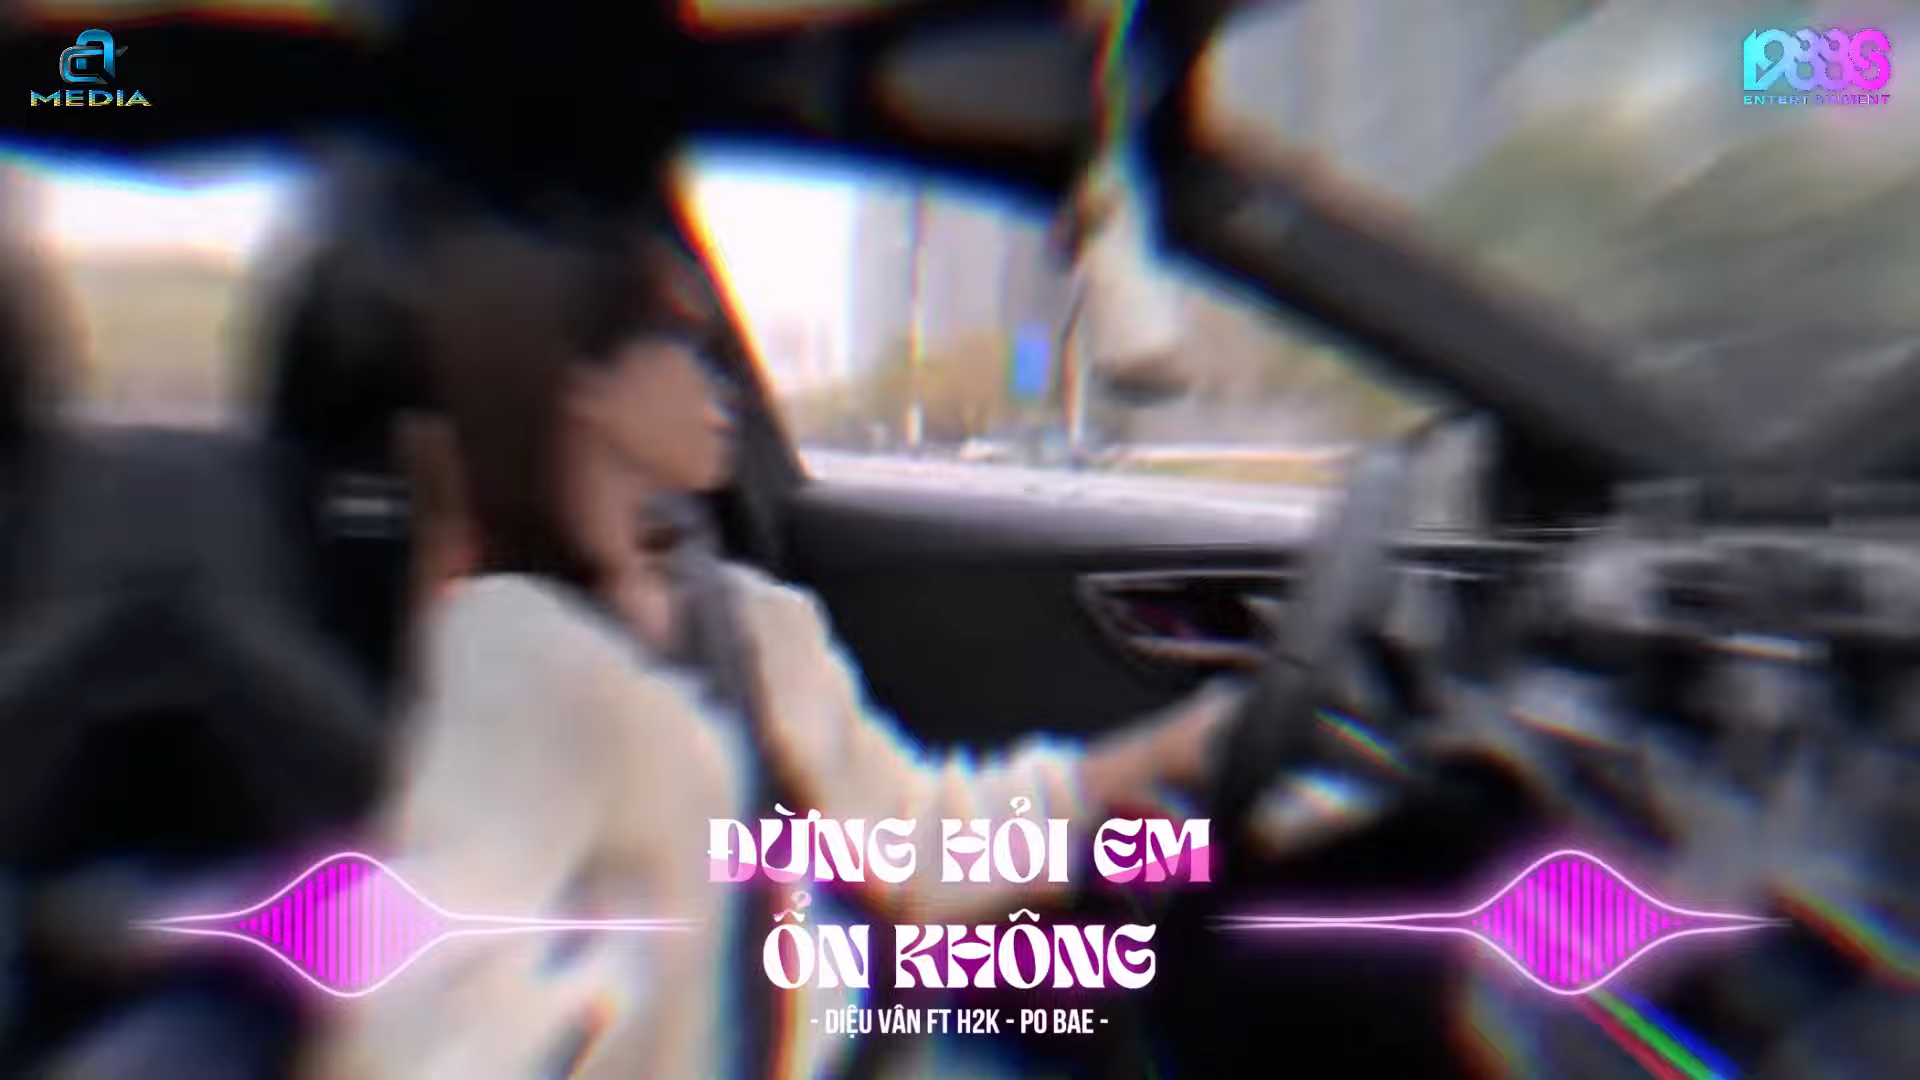 MEDIA
1988S
ENTERTAINMENT
ĐỪNG HỎI EM
ỔN KHÔNG
- DIỆU VÂN FT H2K - PO BAE -